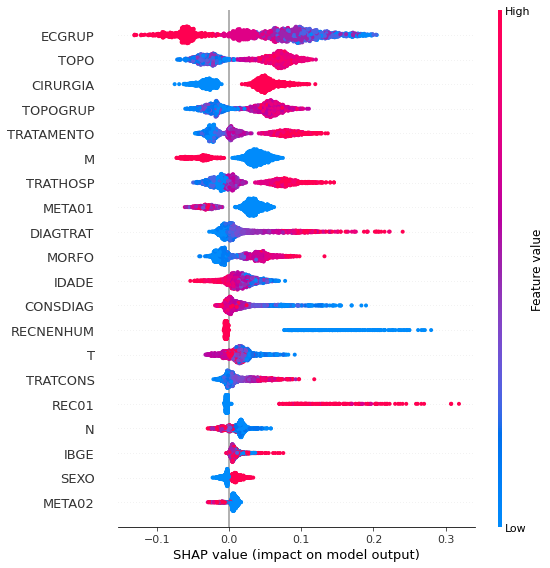 High
ECGRUP
TOPO
CIRURGIA
TOPOGRUP
TRATAMENTO
M
TRATHOSP
META01
DIAGTRAT
MORFO
IDADE
CONSDIAG
RECNENHUM
T
TRATCONS
REC01
N
IBGE
SEXO
META02
Low
Feature value
−0.1 0.0 0.1 0.2 0.3
SHAP value (impact on model output)